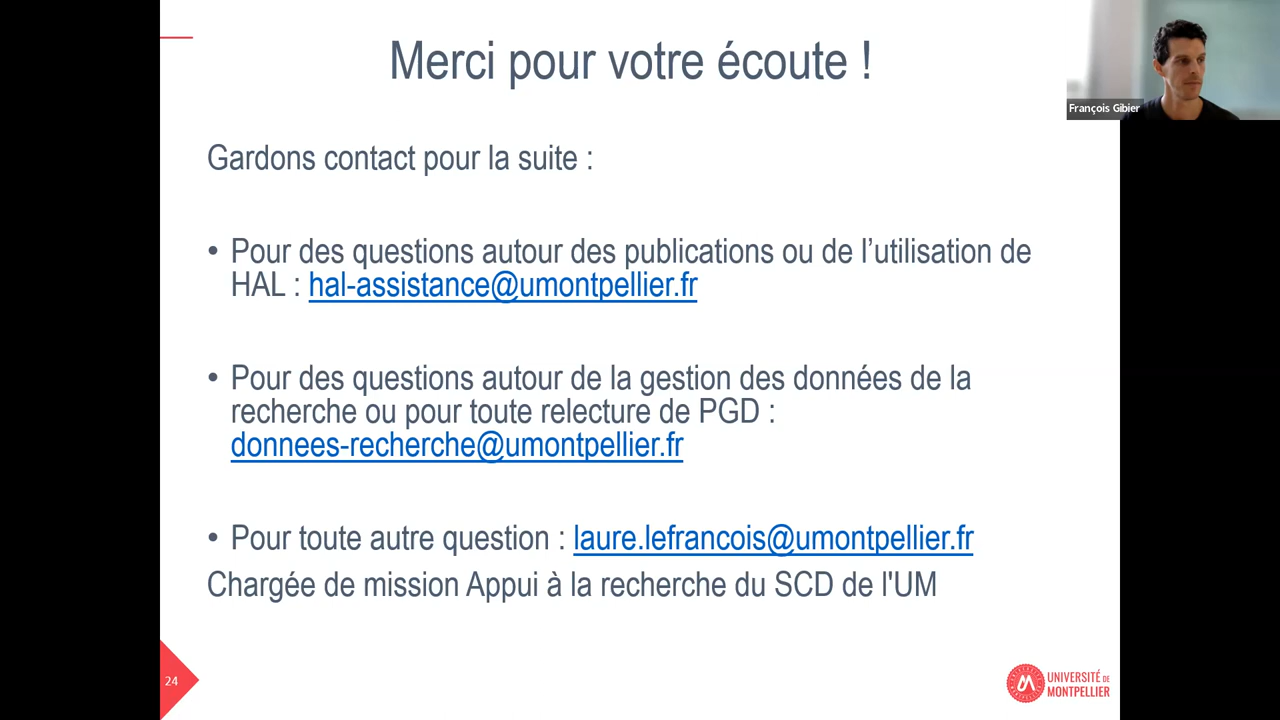 Merci pour votre écoute !
François Gibier
Gardons contact pour la suite :
• Pour des questions autour des publications ou de l’utilisation de
HAL : hal-assistance@umontpellier.fr
• Pour des questions autour de la gestion des données de la
recherche ou pour toute relecture de PGD :
donnees-recherche@umontpellier.fr
• Pour toute autre question : laure.lefrancois@umontpellier.fr
Chargée de mission Appui à la recherche du SCD de l'UM
24
UNIVERSITÉ DE
MONTPELLIER